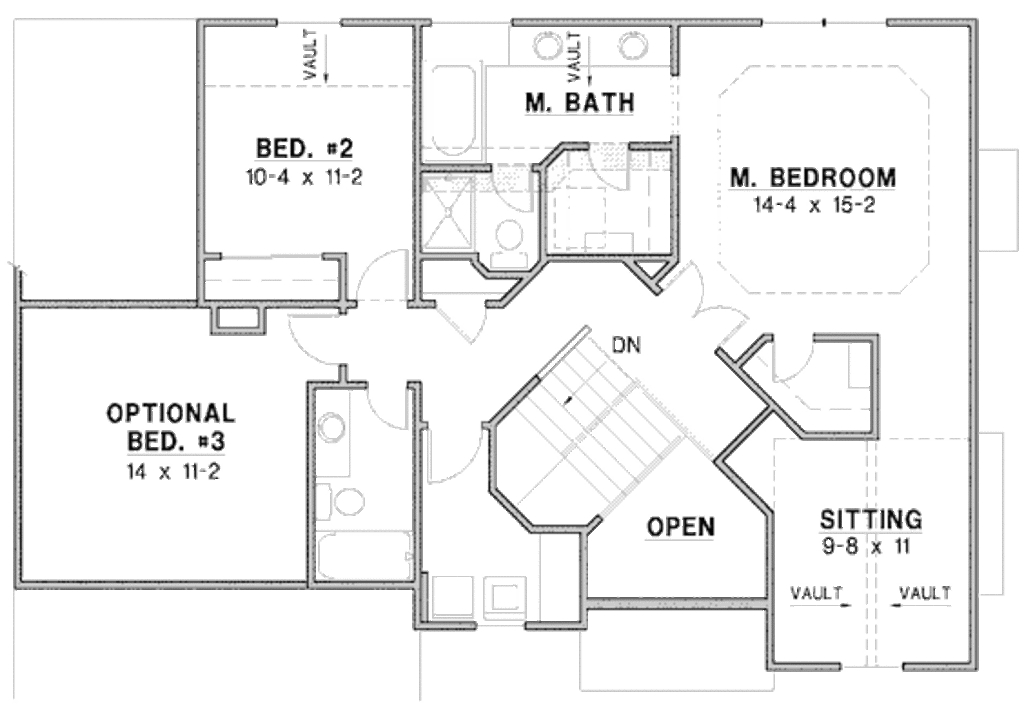 VAULT
VAULT
M. BATH
BED. #2
10-4 x 11-2
M. BEDROOM
14-4 x 15-2
DN
OPTIONAL
BED. #3
14 x 11-2
OPEN
SITTING
9-8 x 11
VAULT
VAULT